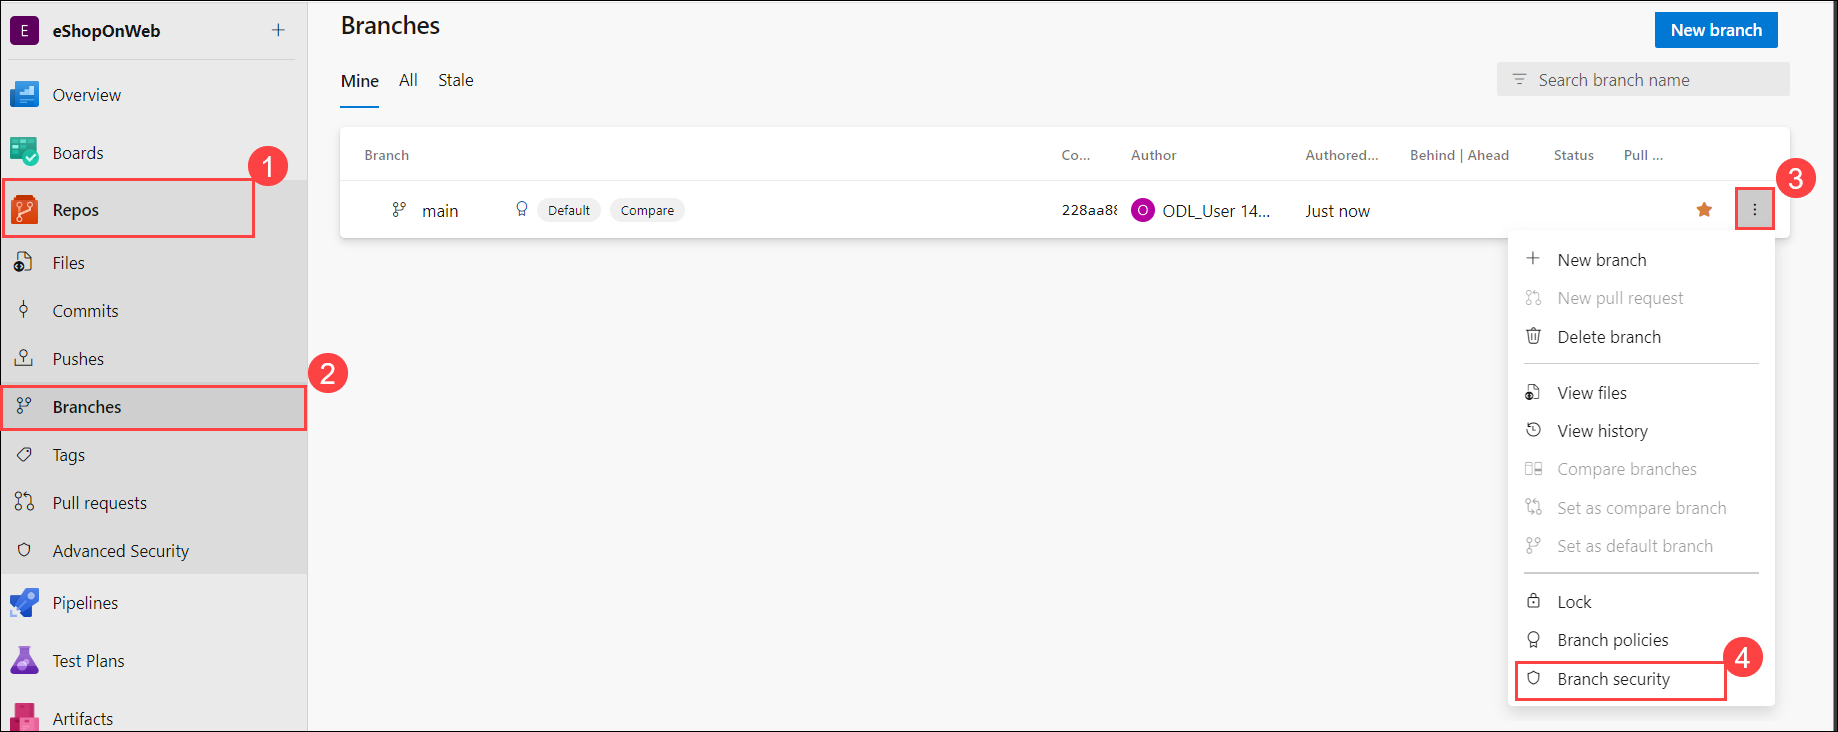 E eShopOnWeb +
Overview
Boards
1
Repos
Files
Commits
Pushes
2
Branches
Tags
Pull requests
Advanced Security
Pipelines
Test Plans
Artifacts
Branches
New branch
Mine All Stale
Search branch name
Branch Co... Author Authored... Behind | Ahead Status Pull ...
3
main Default Compare 228aa88 O ODL_User 14... Just now
New branch
New pull request
Delete branch
View files
View history
Compare branches
Set as compare branch
Set as default branch
Lock
Branch policies
4
Branch security